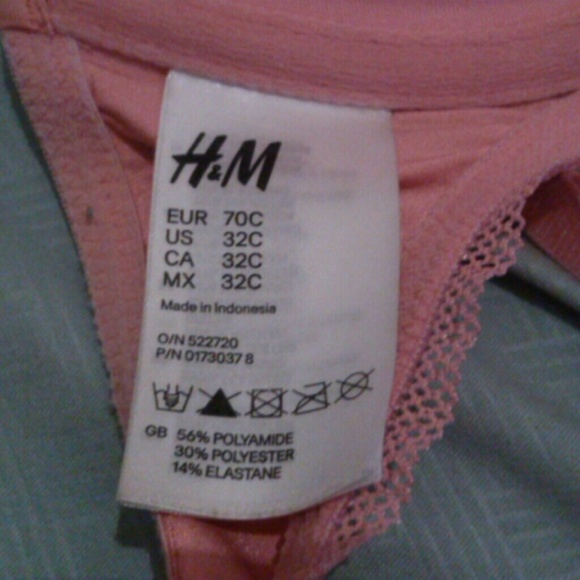 H&M
EUR 70C
US 32C
CA 32C
MX 32C
Made in Indonesia
O/N 522720
P/N 0173037 8
GB 56% POLYAMIDE
30% POLYESTER
14% ELASTANE